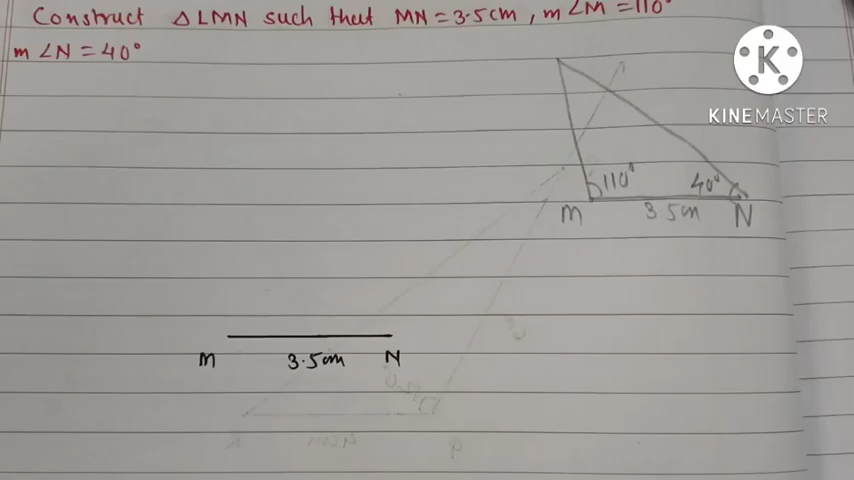 Construct △LMN such that MN = 3.5cm, m∠M = 110°
m∠N = 40°
K
KINEMASTER
110° 40°
M 3.5cm N
M 3.5cm N